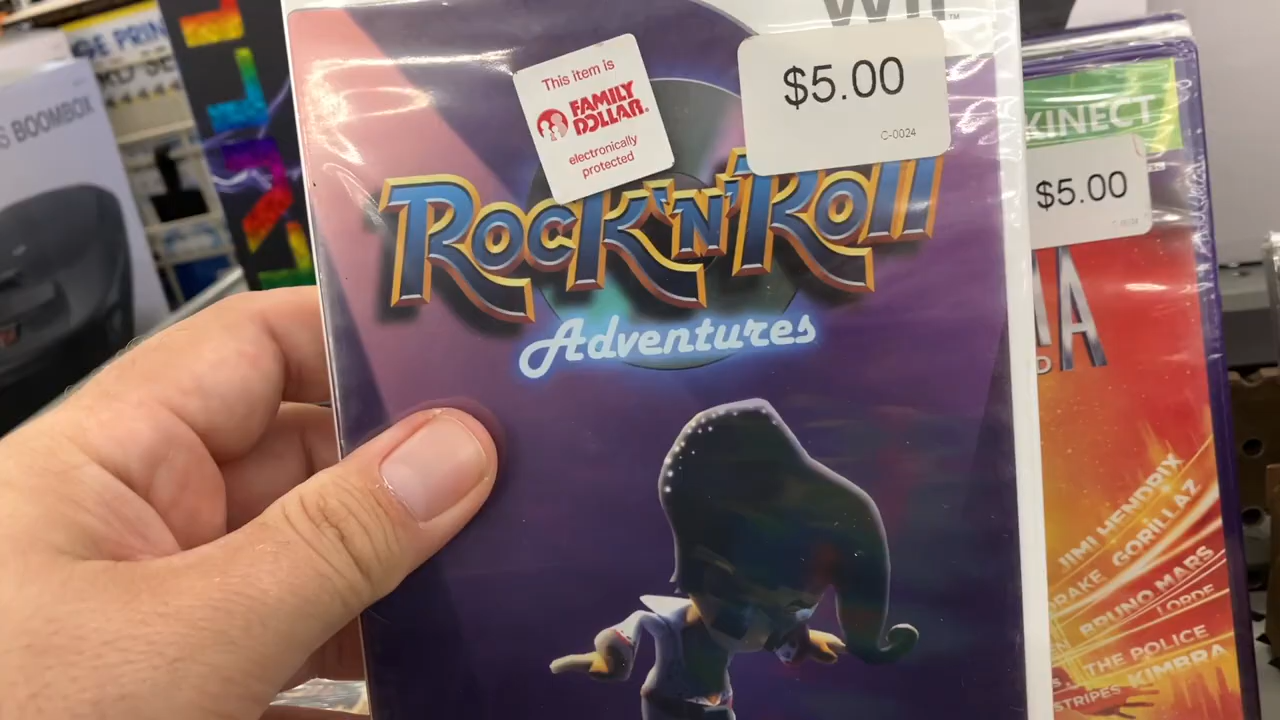 Wii
This item is
FAMILY
DOLLAR.
electronically
protected
$5.00
C-0024
ROCK'N'ROLL
Adventures
S BOOMBOX
KINECT
$5.00
JIMI HENDRIX
GORILLAZ
BRUNO MARS
LORDE
THE POLICE
KIMBRA
STRIPES